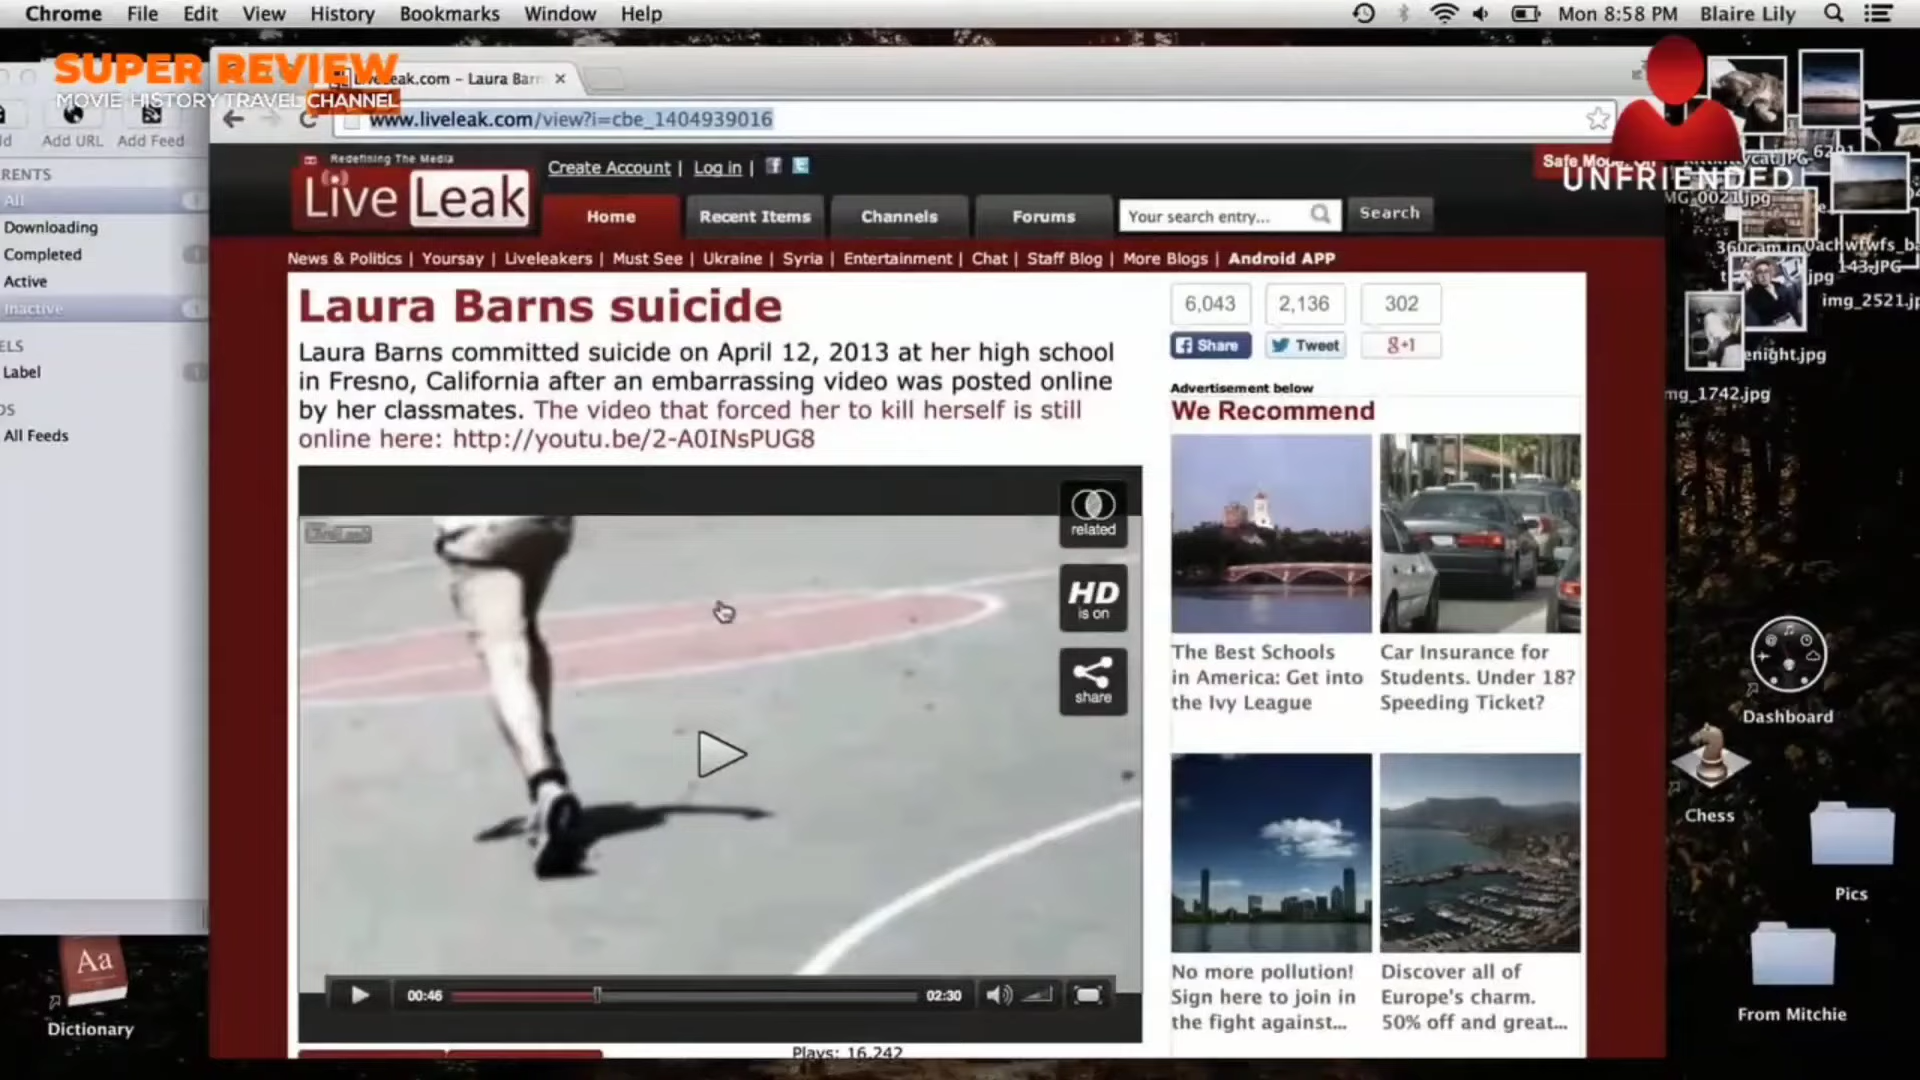 Chrome File Edit View History Bookmarks Window Help
Mon 8:58 PM Blaire Lily
SUPER REVIEW
MOVIE-HISTORY TRAVEL CHANNEL
Add URL
Add Feed
www.liveleak.com/view?i=cbe_1404939016
RENTS
All
Downloading
Completed
Active
Inactive
Label
All Feeds
Redefining The Media
LiveLeak
Create Account | Log in |
Home
Recent Items
Channels
Forums
Your search entry...
Search
UNFRIENDED
News & Politics | Yoursay | Liveleakers | Must See | Ukraine | Syria | Entertainment | Chat | Staff Blog | More Blogs | Android APP
Laura Barns suicide
Laura Barns committed suicide on April 12, 2013 at her high school
in Fresno, California after an embarrassing video was posted online
by her classmates. The video that forced her to kill herself is still
online here: http://youtu.be/2-A0INsPUG8
related
HD
is on
share
00:46
02:30
Plays: 16,242
6,043
2,136
302
Share
Tweet
+1
Advertisement below
We Recommend
The Best Schools
in America: Get into
the Ivy League
Car Insurance for
Students. Under 18?
Speeding Ticket?
No more pollution!
Sign here to join in
the fight against...
Discover all of
Europe's charm.
50% off and great...
enight.jpg
Dashboard
Chess
Pics
From Mitchie
Aa
Dictionary